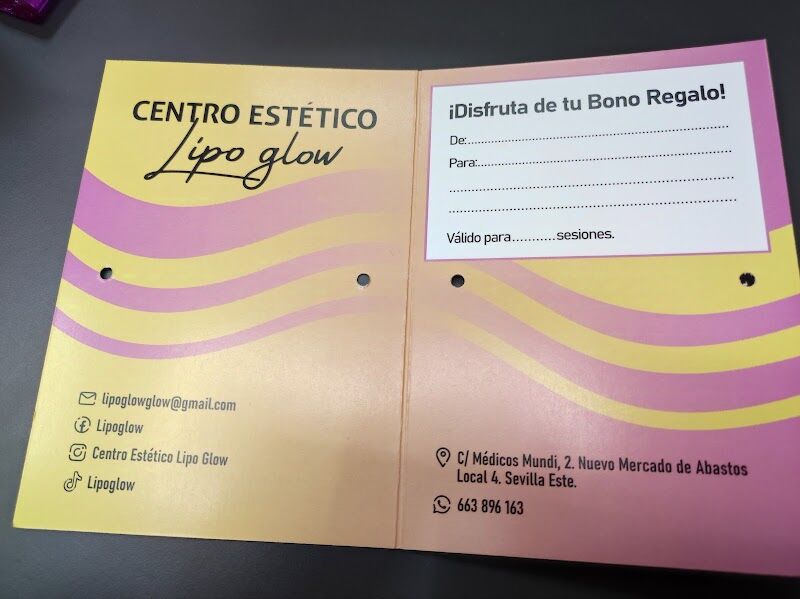 CENTRO ESTÉTICO
Lipo glow
lipoglowglow@gmail.com
Lipoglow
Centro Estético Lipo Glow
Lipoglow
¡Disfruta de tu Bono Regalo!
De:
Para:
Válido para...........sesiones.
C/ Médicos Mundi, 2. Nuevo Mercado de Abastos
Local 4. Sevilla Este.
663 896 163